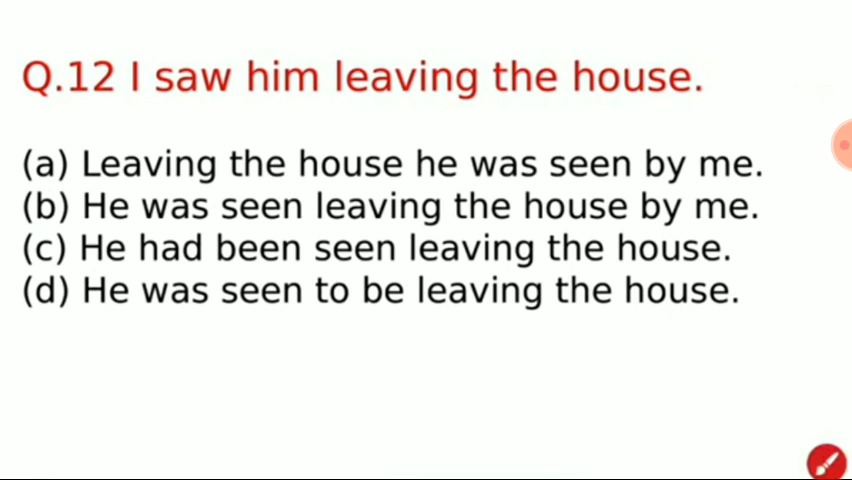 Q.12 I saw him leaving the house.
(a) Leaving the house he was seen by me.
(b) He was seen leaving the house by me.
(c) He had been seen leaving the house.
(d) He was seen to be leaving the house.